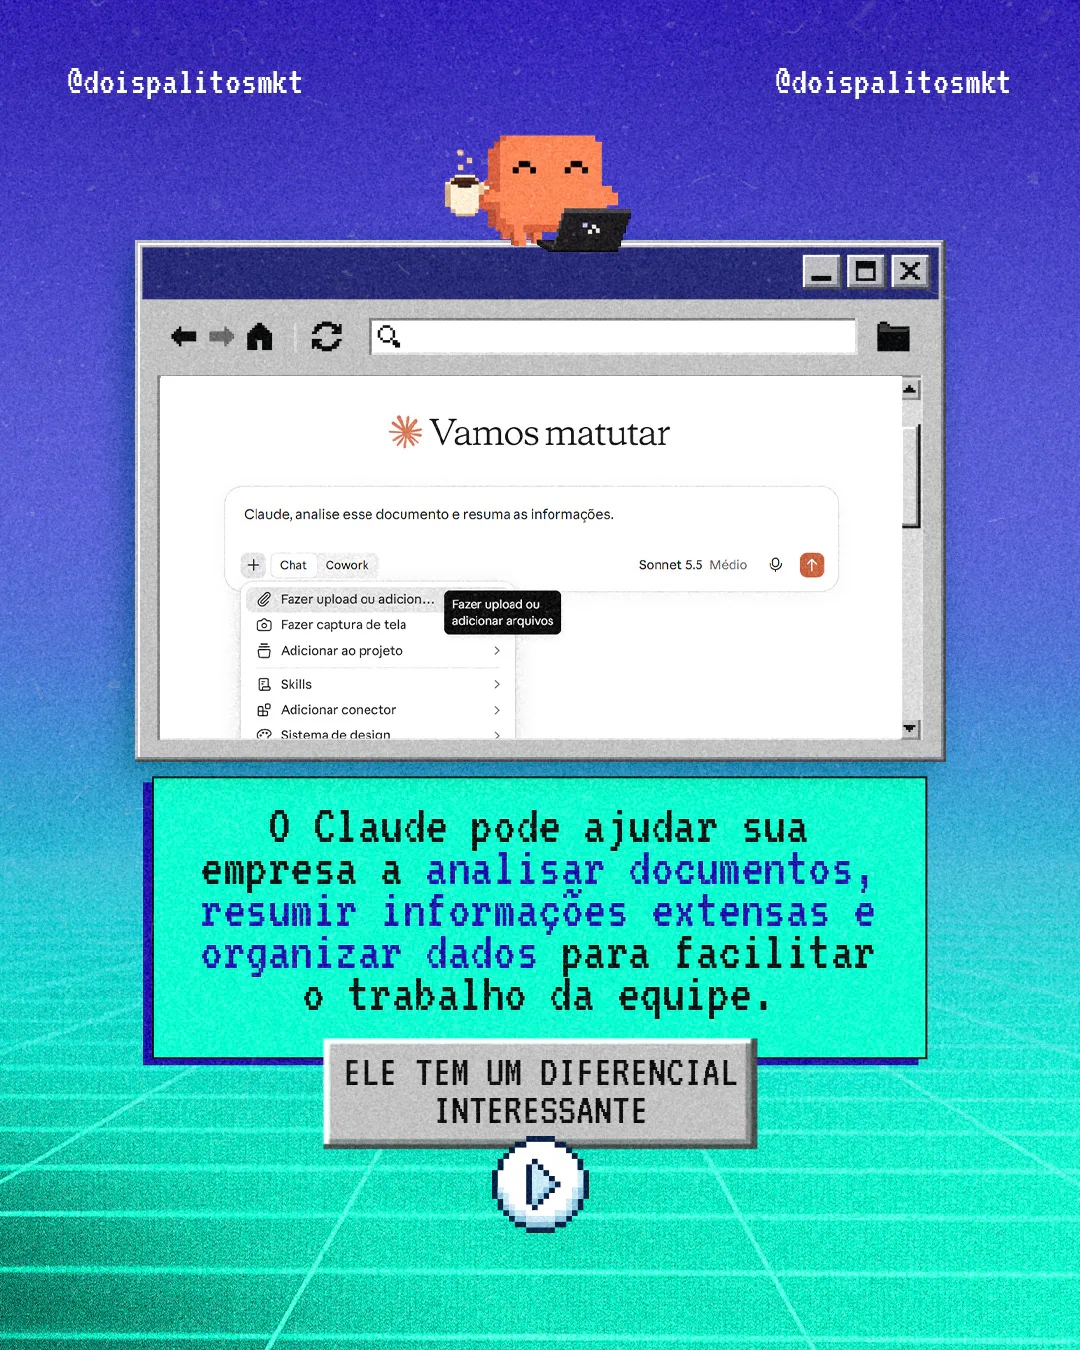 @doispalitosmkt
@doispalitosmkt
Vamos matutar
Claude, analise esse documento e resuma as informações.
Chat Cowork
Sonnet 5.5 Médio
Fazer upload ou adicion...
Fazer upload ou
adicionar arquivos
Fazer captura de tela
Adicionar ao projeto
Skills
Adicionar conector
Sistema de design
O Claude pode ajudar sua
empresa a analisar documentos,
resumir informações extensas e
organizar dados para facilitar
o trabalho da equipe.
ELE TEM UM DIFERENCIAL
INTERESSANTE